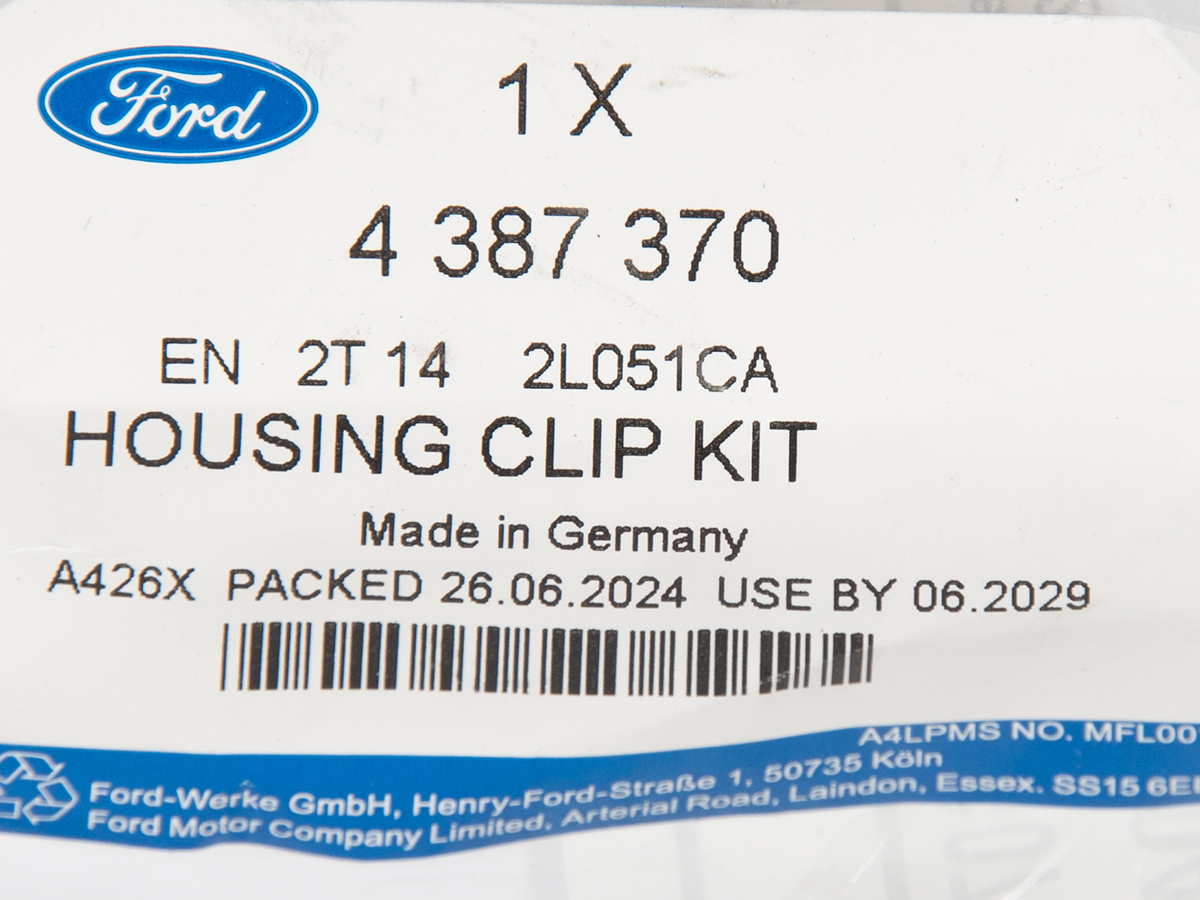 Ford
1 X
4 387 370
EN 2T14 2L051CA
HOUSING CLIP KIT
Made in Germany
A426X PACKED 26.06.2024 USE BY 06.2029
A4LPMS NO.
Ford-Werke GmbH, Henry-Ford-Straße 1, 50735 Köln
Ford Motor Company Limited, Arterial Road, Laindon, Essex. SS15